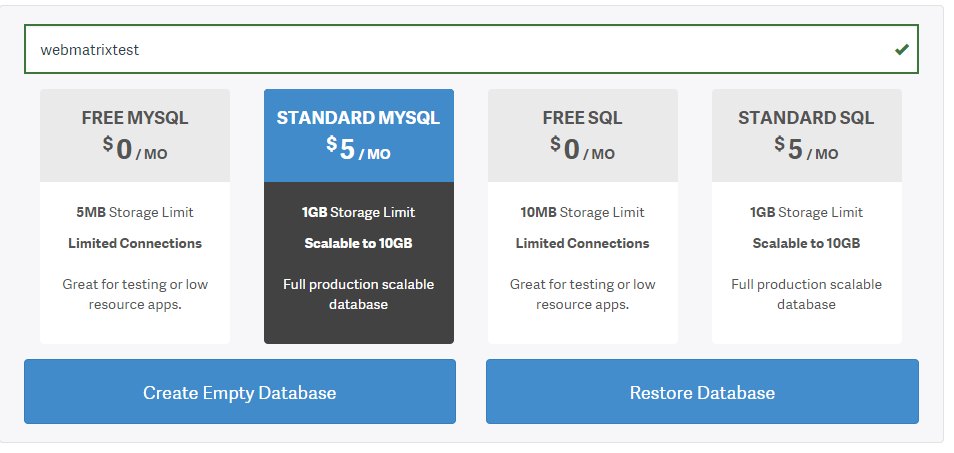 webmatrixtest
FREE MYSQL
$0 / MO
5MB Storage Limit
Limited Connections
Great for testing or low
resource apps.
STANDARD MYSQL
$5 / MO
1GB Storage Limit
Scalable to 10GB
Full production scalable
database
FREE SQL
$0 / MO
10MB Storage Limit
Limited Connections
Great for testing or low
resource apps.
STANDARD SQL
$5 / MO
1GB Storage Limit
Scalable to 10GB
Full production scalable
database
Create Empty Database
Restore Database